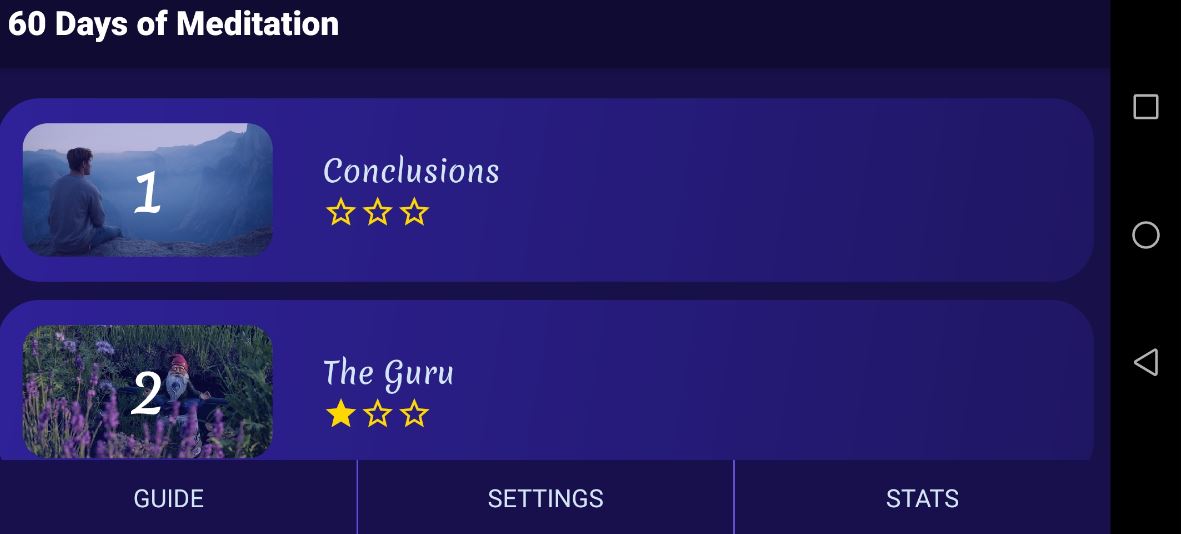 60 Days of Meditation
1
Conclusions
2
The Guru
GUIDE
SETTINGS
STATS